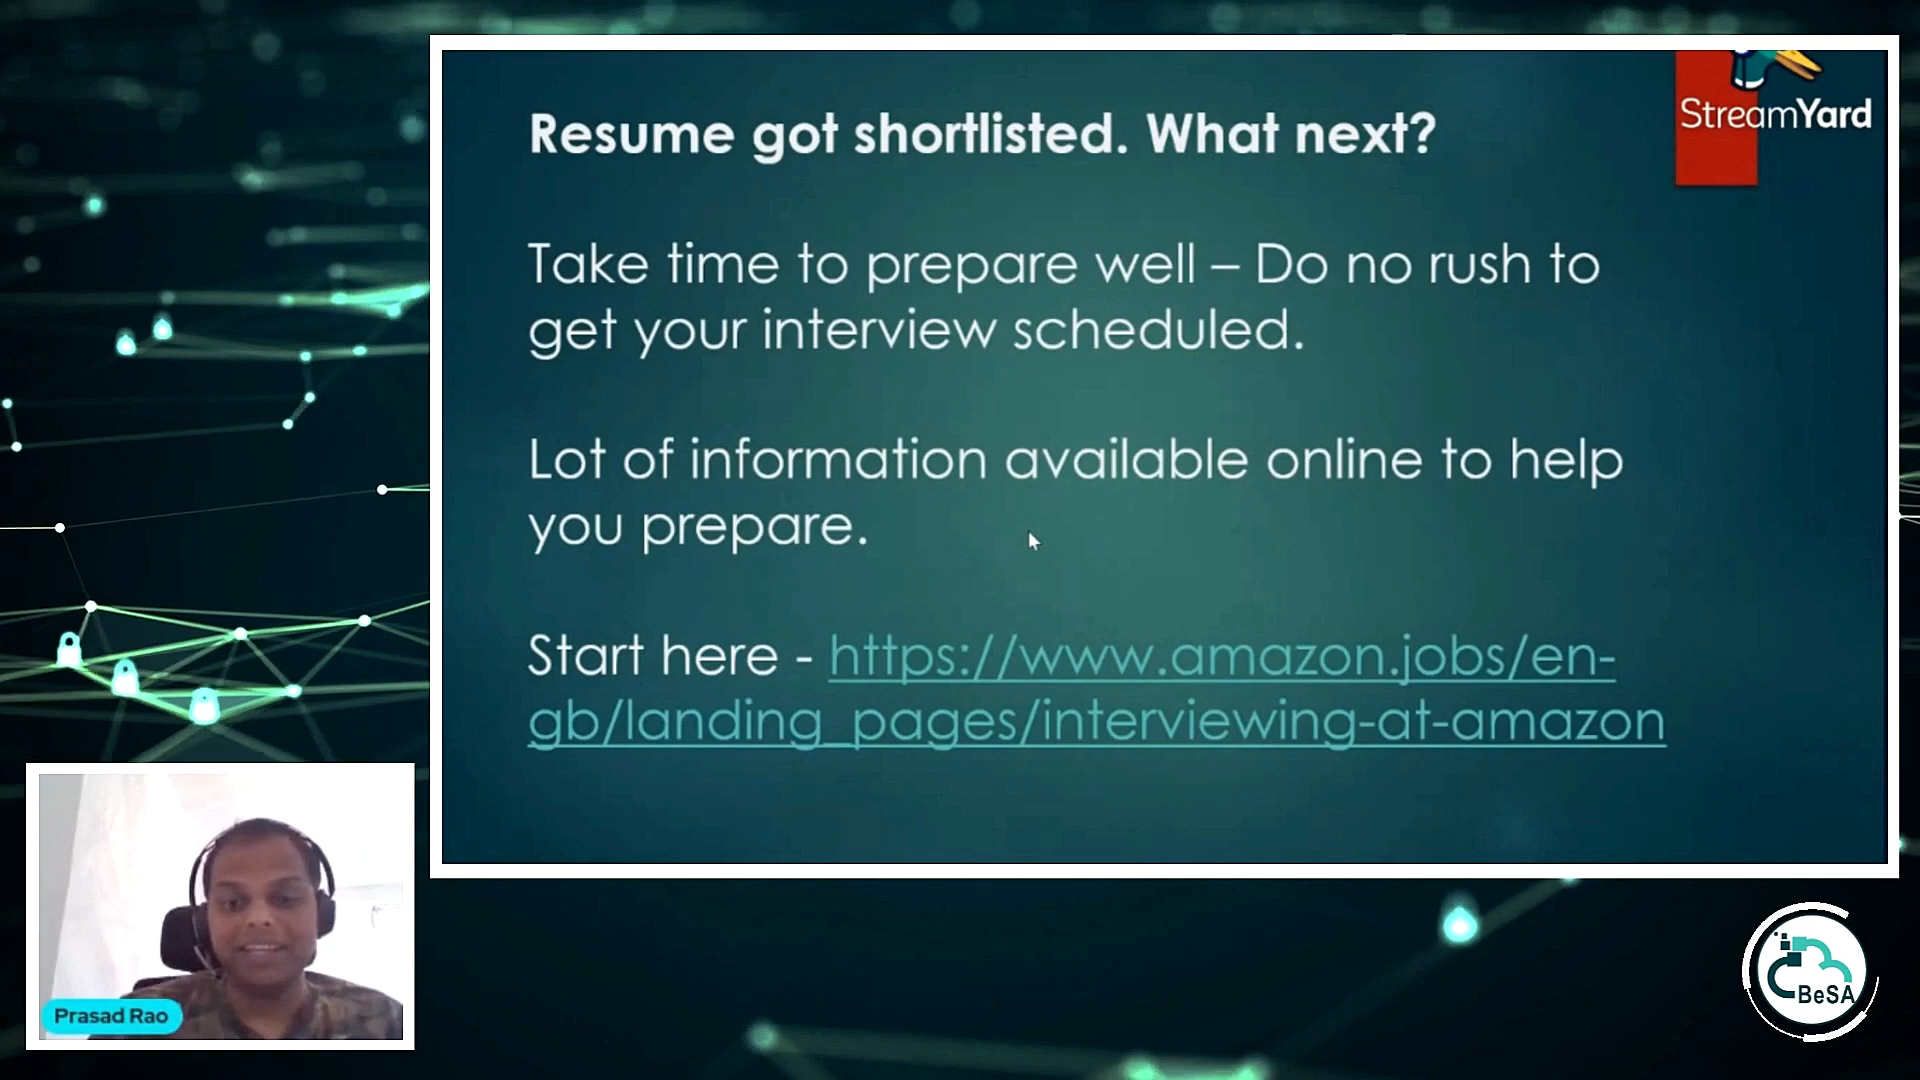 StreamYard
Resume got shortlisted. What next?
Take time to prepare well – Do no rush to
get your interview scheduled.
Lot of information available online to help
you prepare.
Start here - https://www.amazon.jobs/en-
gb/landing_pages/interviewing-at-amazon
Prasad Rao
BeSA